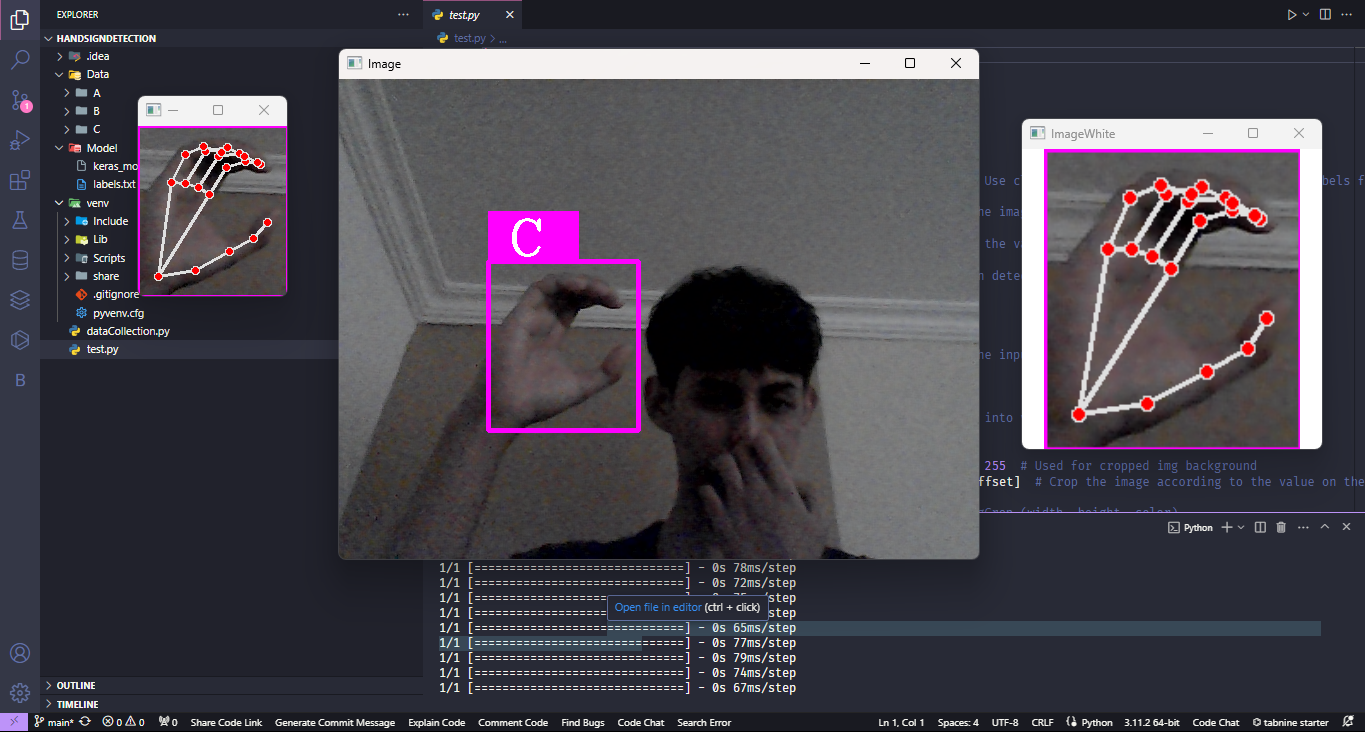 EXPLORER
HANDSIGNDETECTION
.idea
Data
A
B
C
Model
keras_mo
labels.txt
venv
Include
Lib
Scripts
share
.gitignore
pyvenv.cfg
dataCollection.py
test.py
OUTLINE
TIMELINE
1
B
test.py
test.py > ...
Image
C
ImageWhite
Use c
bels f
he ima
the va
n dete
he inp
into
255 # Used for cropped img background
ffset] # Crop the image according to the value on the
Python
1/1 [==============================] - 0s 78ms/step
1/1 [==============================] - 0s 72ms/step
1/1 [
p
1/1 [
p
Open file in editor (ctrl + click)
1/1 [==============================] - 0s 65ms/step
1/1 [==============================] - 0s 77ms/step
1/1 [==============================] - 0s 79ms/step
1/1 [==============================] - 0s 74ms/step
1/1 [==============================] - 0s 67ms/step
main* 0 0 0 Share Code Link Generate Commit Message Explain Code Comment Code Find Bugs Code Chat Search Error Ln 1, Col 1 Spaces: 4 UTF-8 CRLF Python 3.11.2 64-bit Code Chat tabnine starter